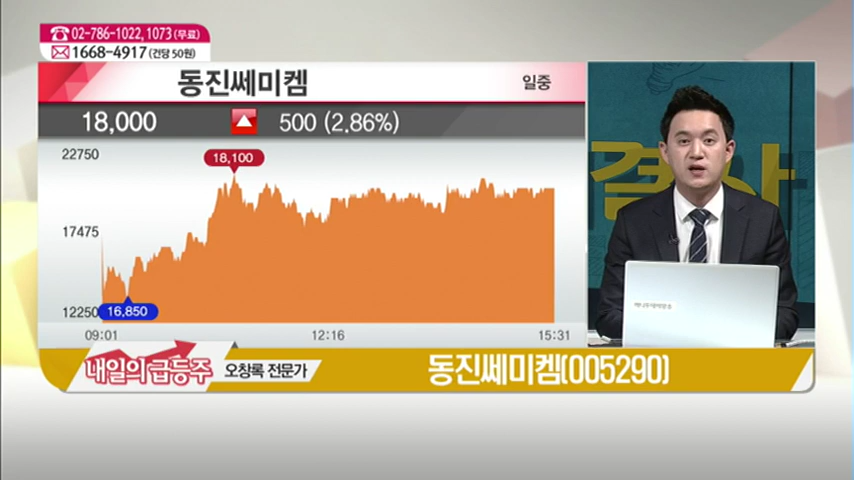 02-786-1022, 1073 (무료)
1668-4917 (건당 50원)
동진쎄미켐
일중
18,000
500 (2.86%)
22750
17475
12250
18,100
16,850
09:01
12:16
15:31
내일의 급등주
오창록 전문가
동진쎄미켐(005290)